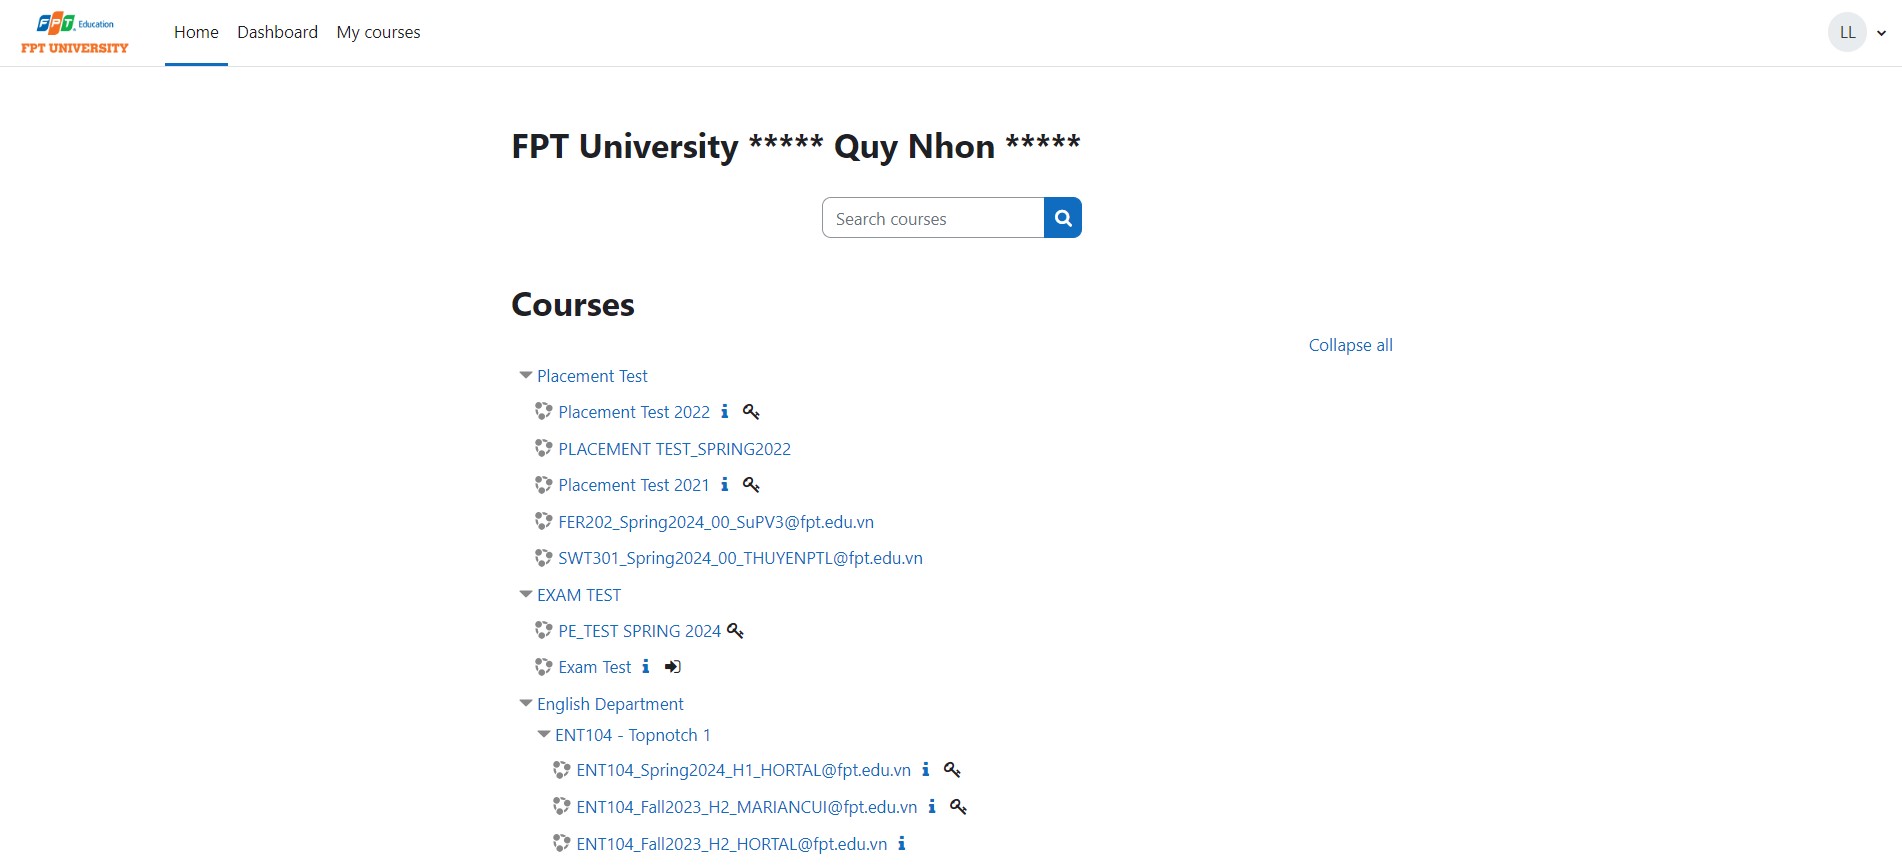 FPT Education
FPT UNIVERSITY
Home Dashboard My courses
LL
FPT University ***** Quy Nhon *****
Search courses
Courses
Collapse all
Placement Test
Placement Test 2022
PLACEMENT TEST_SPRING2022
Placement Test 2021
FER202_Spring2024_00_SuPV3@fpt.edu.vn
SWT301_Spring2024_00_THUYENPTL@fpt.edu.vn
EXAM TEST
PE_TEST SPRING 2024
Exam Test
English Department
ENT104 - Topnotch 1
ENT104_Spring2024_H1_HORTAL@fpt.edu.vn
ENT104_Fall2023_H2_MARIANCUI@fpt.edu.vn
ENT104_Fall2023_H2_HORTAL@fpt.edu.vn